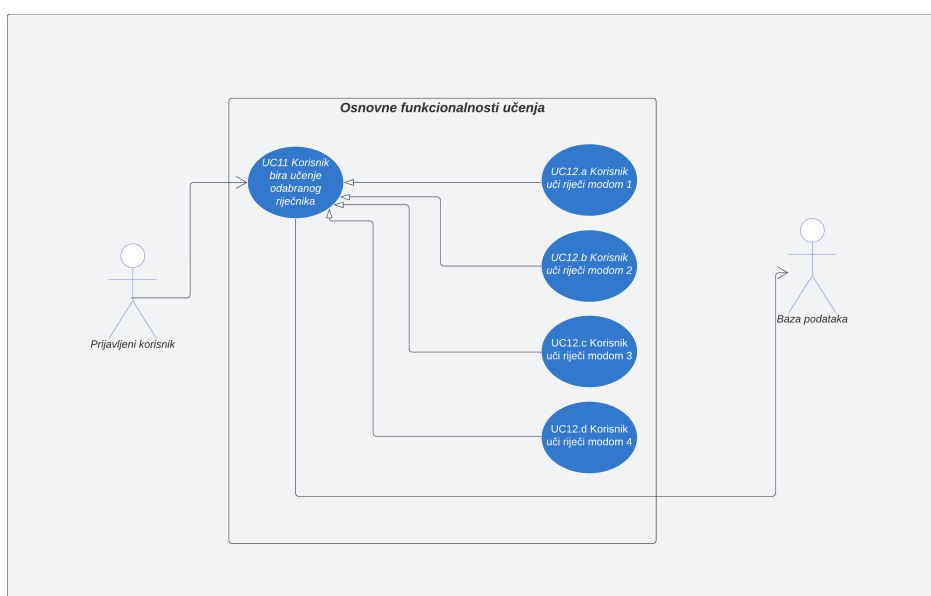 Osnovne funkcionalnosti učenja
UC11 Korisnik
bira učenje
odabranog
riječnika
UC12.a Korisnik
uči riječi modom 1
UC12.b Korisnik
uči riječi modom 2
UC12.c Korisnik
uči riječi modom 3
UC12.d Korisnik
uči riječi modom 4
Prijavljeni korisnik
Baza podataka